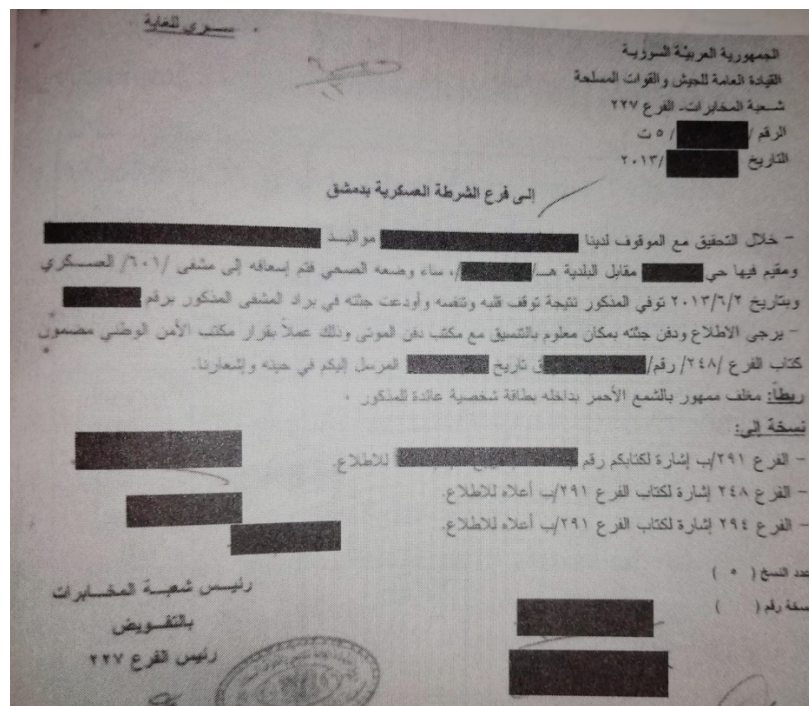 سري للغاية
الجمهورية العربية السورية
القيادة العامة للجيش والقوات المسلحة
شعبة المخابرات- الفرع ٢٢٧
الرقم / / ٥ ت
التاريخ /٢٠١٣
إلى فرع الشرطة العسكرية بدمشق
- خلال التحقيق مع الموقوف لدينا مواليد
ومقيم فيها حي مقابل البلدية هـ/ /، ساء وضعه الصحي فتم إسعافه إلى مشفى /٦٠١/ العسكري
وبتاريخ ٢٠١٣/٦/٢ توفي المذكور نتيجة توقف قلبه وتنفسه وأودعت جثته في براد المشفى المذكور برقم
- يرجى الاطلاع ودفن جثته بمكان معلوم بالتنسيق مع مكتب دفن الموتى وذلك عملاً بقرار مكتب الأمن الوطني مضمون
كتاب الفرع /٢٤٨/ رقم/ ق تاريخ المرسل إليكم في حينه وإشعارنا.
ربطاً: مغلف ممهور بالشمع الأحمر بداخله بطاقة شخصية عائدة للمذكور ٠
نسخة إلى:
- الفرع ٢٩١/ب إشارة لكتابكم رقم للاطلاع.
- الفرع ٢٤٨ إشارة لكتاب الفرع ٢٩١/ب أعلاه للاطلاع.
- الفرع ٢٩٤ إشارة لكتاب الفرع ٢٩١/ب أعلاه للاطلاع.
عدد النسخ ( ٥ )
نسخة رقم ( )
رئيس شعبة المخابرات
بالتفويض
رئيس الفرع ٢٢٧